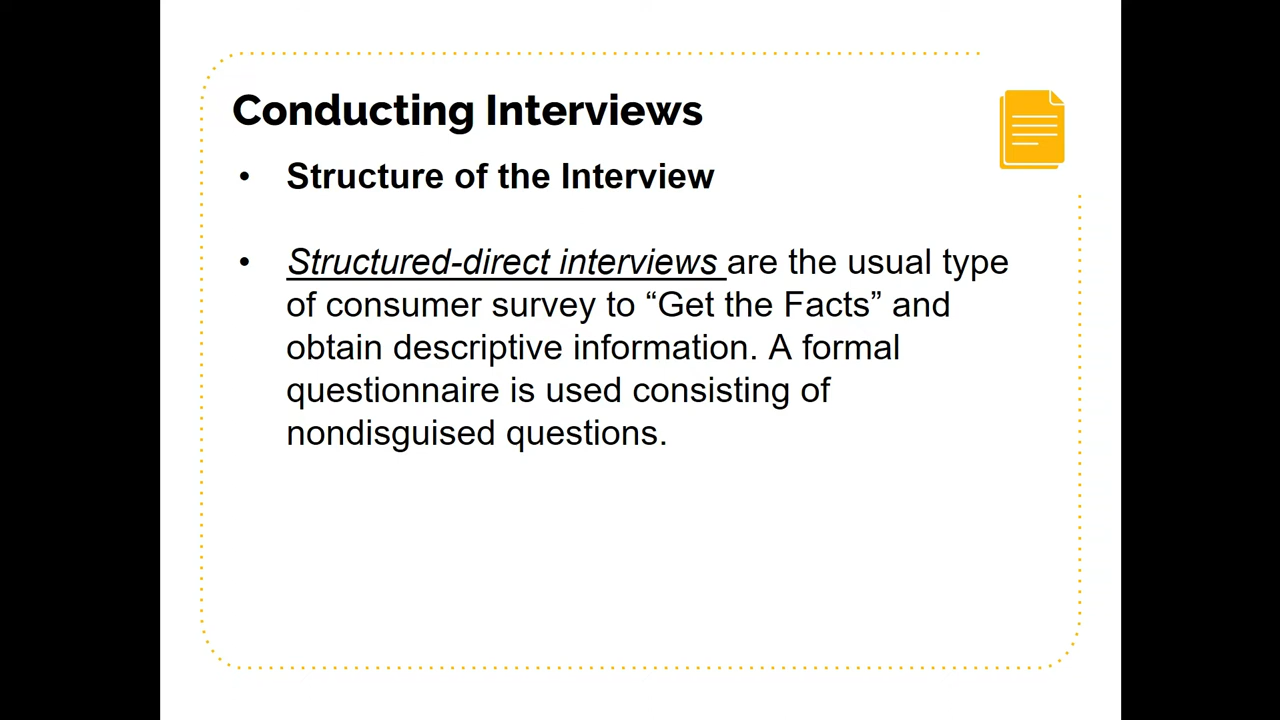 Conducting Interviews
• Structure of the Interview
• Structured-direct interviews are the usual type
of consumer survey to “Get the Facts” and
obtain descriptive information. A formal
questionnaire is used consisting of
nondisguised questions.